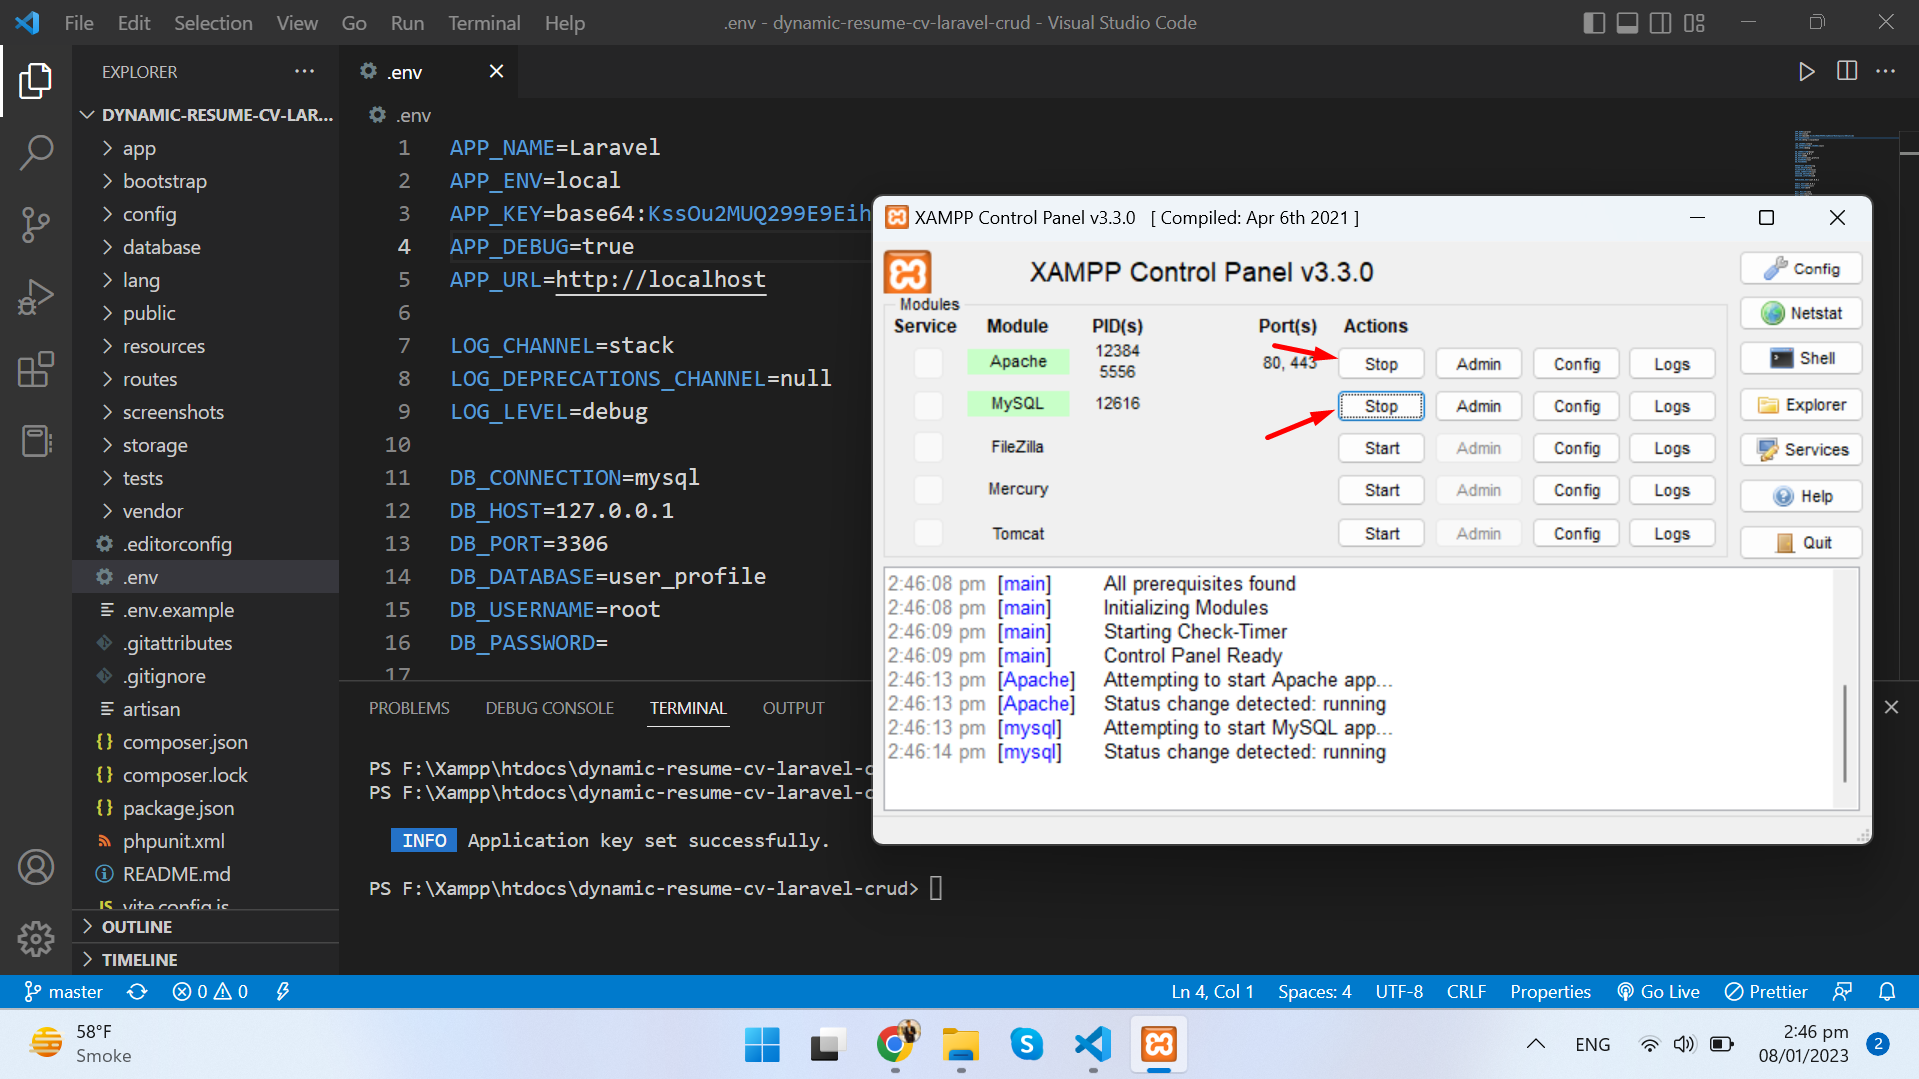 File Edit Selection View Go Run Terminal Help
.env - dynamic-resume-cv-laravel-crud - Visual Studio Code
EXPLORER
DYNAMIC-RESUME-CV-LAR...
app
bootstrap
config
database
lang
public
resources
routes
screenshots
storage
tests
vendor
.editorconfig
.env
.env.example
.gitattributes
.gitignore
artisan
composer.json
composer.lock
package.json
phpunit.xml
README.md
vite.config.js
OUTLINE
TIMELINE
.env
.env
1 APP_NAME=Laravel
2 APP_ENV=local
3 APP_KEY=base64:KssOu2MUQ299E9Eih
4 APP_DEBUG=true
5 APP_URL=http://localhost
6
7 LOG_CHANNEL=stack
8 LOG_DEPRECATIONS_CHANNEL=null
9 LOG_LEVEL=debug
10
11 DB_CONNECTION=mysql
12 DB_HOST=127.0.0.1
13 DB_PORT=3306
14 DB_DATABASE=user_profile
15 DB_USERNAME=root
16 DB_PASSWORD=
17
PROBLEMS DEBUG CONSOLE TERMINAL OUTPUT
PS F:\Xampp\htdocs\dynamic-resume-cv-laravel-c
PS F:\Xampp\htdocs\dynamic-resume-cv-laravel-c
INFO Application key set successfully.
PS F:\Xampp\htdocs\dynamic-resume-cv-laravel-crud>
XAMPP Control Panel v3.3.0 [ Compiled: Apr 6th 2021 ]
XAMPP Control Panel v3.3.0
Modules
Service Module PID(s) Port(s) Actions
Apache 12384 5556 80, 443 Stop Admin Config Logs
MySQL 12616 Stop Admin Config Logs
FileZilla Start Admin Config Logs
Mercury Start Admin Config Logs
Tomcat Start Admin Config Logs
Config
Netstat
Shell
Explorer
Services
Help
Quit
2:46:08 pm [main] All prerequisites found
2:46:08 pm [main] Initializing Modules
2:46:09 pm [main] Starting Check-Timer
2:46:09 pm [main] Control Panel Ready
2:46:13 pm [Apache] Attempting to start Apache app...
2:46:13 pm [Apache] Status change detected: running
2:46:13 pm [mysql] Attempting to start MySQL app...
2:46:14 pm [mysql] Status change detected: running
master 0 0 Ln 4, Col 1 Spaces: 4 UTF-8 CRLF Properties Go Live Prettier
58°F
Smoke
S
ENG
2:46 pm
08/01/2023
2